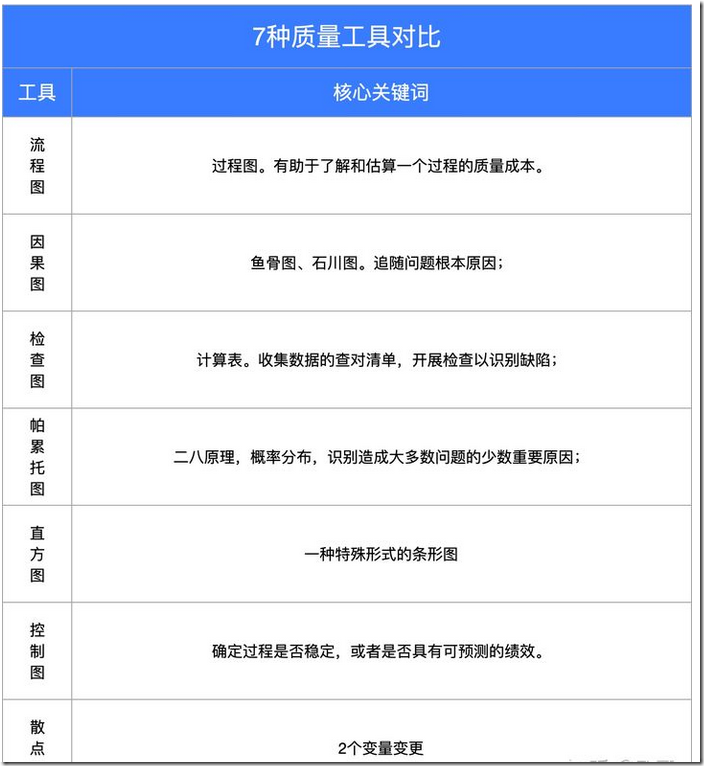 7种质量工具对比
工具 核心关键词
流程图 过程图。有助于了解和估算一个过程的质量成本。
因果图 鱼骨图、石川图。追随问题根本原因；
检查图 计算表。收集数据的查对清单，开展检查以识别缺陷；
帕累托图 二八原理，概率分布，识别造成大多数问题的少数重要原因；
直方图 一种特殊形式的条形图
控制图 确定过程是否稳定，或者是否具有可预测的绩效。
散点 2个变量变更